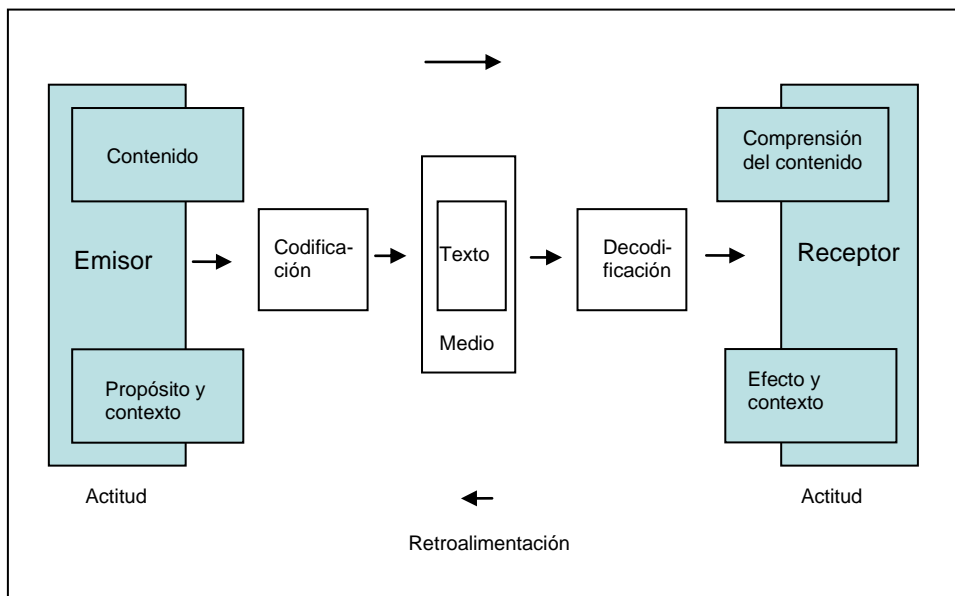 Contenido
Emisor
Propósito y
contexto
Actitud
Codifica-
ción
Texto
Medio
Decodi-
ficación
Comprensión
del contenido
Receptor
Efecto y
contexto
Actitud
Retroalimentación